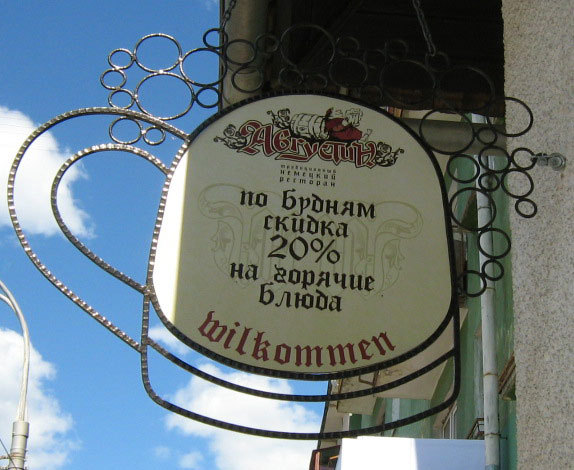 Августин
традиционный
немецкий
ресторан
по будням
скидка
20%
на горячие
блюда
wilkommen